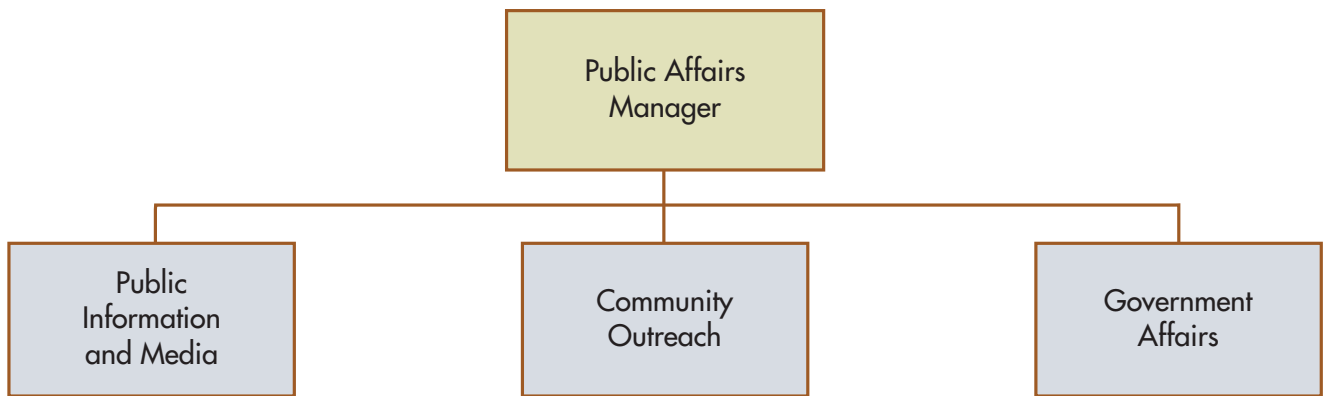 Public Affairs
Manager
Public
Information
and Media
Community
Outreach
Government
Affairs